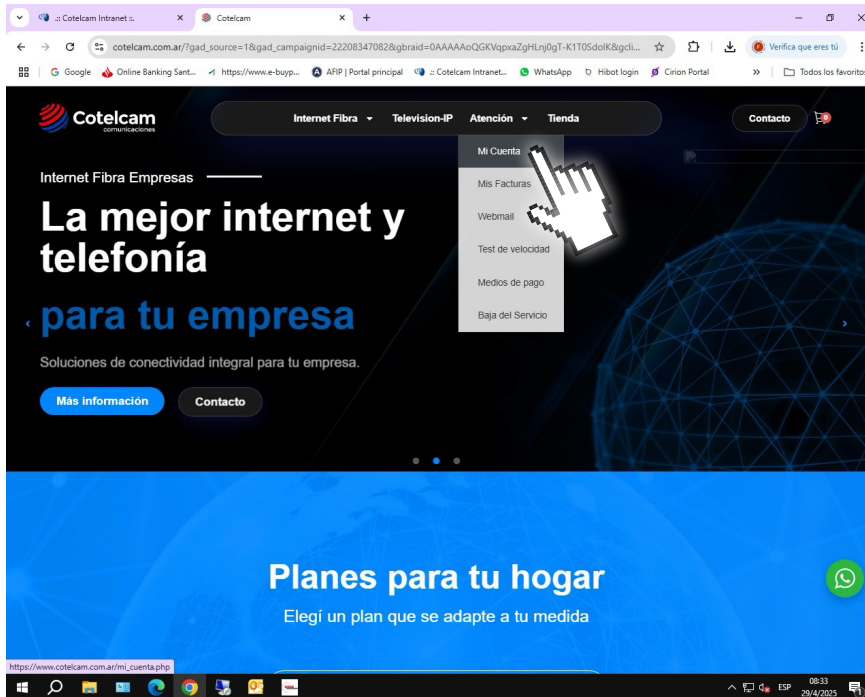 .:: Cotelcam Intranet ::.
Cotelcam
cotelcam.com.ar/?gad_source=1&gad_campaignid=22208347082&gbraid=0AAAAAoQGKVqpxaZgHLnj0gT-K1T0SdolK&gcli...
Verifica que eres tú
Google
Online Banking Sant...
https://www.e-buyp...
AFIP | Portal principal
.:: Cotelcam Intranet...
WhatsApp
Hibot login
Cirion Portal
»
Todos los favoritos
Cotelcam
comunicaciones
Internet Fibra
Television-IP
Atención
Tienda
Contacto
0
Mi Cuenta
Mis Facturas
Webmail
Test de velocidad
Medios de pago
Baja del Servicio
Internet Fibra Empresas
La mejor internet y
telefonía
para tu empresa
Soluciones de conectividad integral para tu empresa.
Más información
Contacto
Planes para tu hogar
Elegí un plan que se adapte a tu medida
https://www.cotelcam.com.ar/mi_cuenta.php
ESP
08:33
29/4/2025